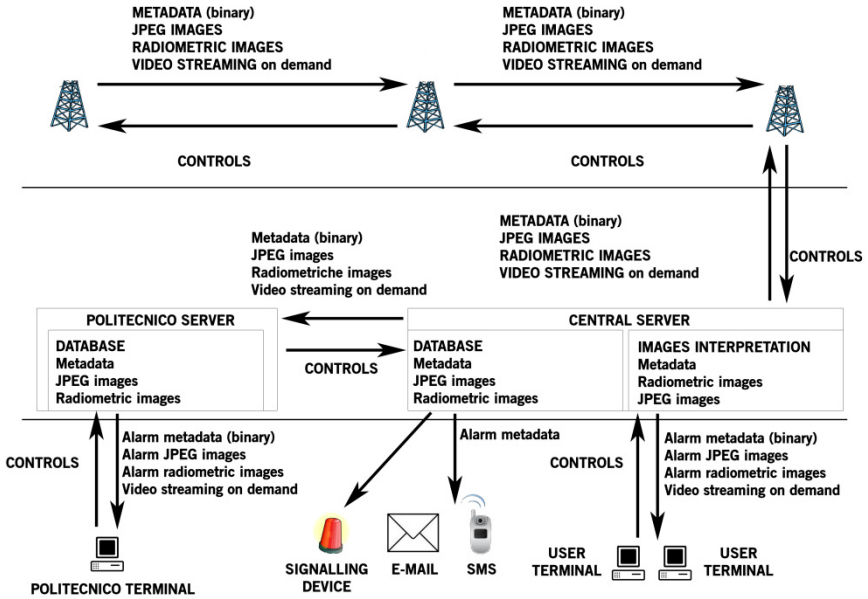 METADATA (binary)
JPEG IMAGES
RADIOMETRIC IMAGES
VIDEO STREAMING on demand
METADATA (binary)
JPEG IMAGES
RADIOMETRIC IMAGES
VIDEO STREAMING on demand
CONTROLS
CONTROLS
METADATA (binary)
JPEG IMAGES
RADIOMETRIC IMAGES
VIDEO STREAMING on demand
CONTROLS
Metadata (binary)
JPEG images
Radiometriche images
Video streaming on demand
POLITECNICO SERVER
DATABASE
Metadata
JPEG images
Radiometric images
CONTROLS
CENTRAL SERVER
DATABASE
Metadata
JPEG images
Radiometric images
IMAGES INTERPRETATION
Metadata
Radiometric images
JPEG images
CONTROLS
Alarm metadata (binary)
Alarm JPEG images
Alarm radiometric images
Video streaming on demand
Alarm metadata
CONTROLS
Alarm metadata (binary)
Alarm JPEG images
Alarm radiometric images
Video streaming on demand
POLITECNICO TERMINAL
SIGNALLING
DEVICE
E-MAIL
SMS
USER
TERMINAL
USER
TERMINAL